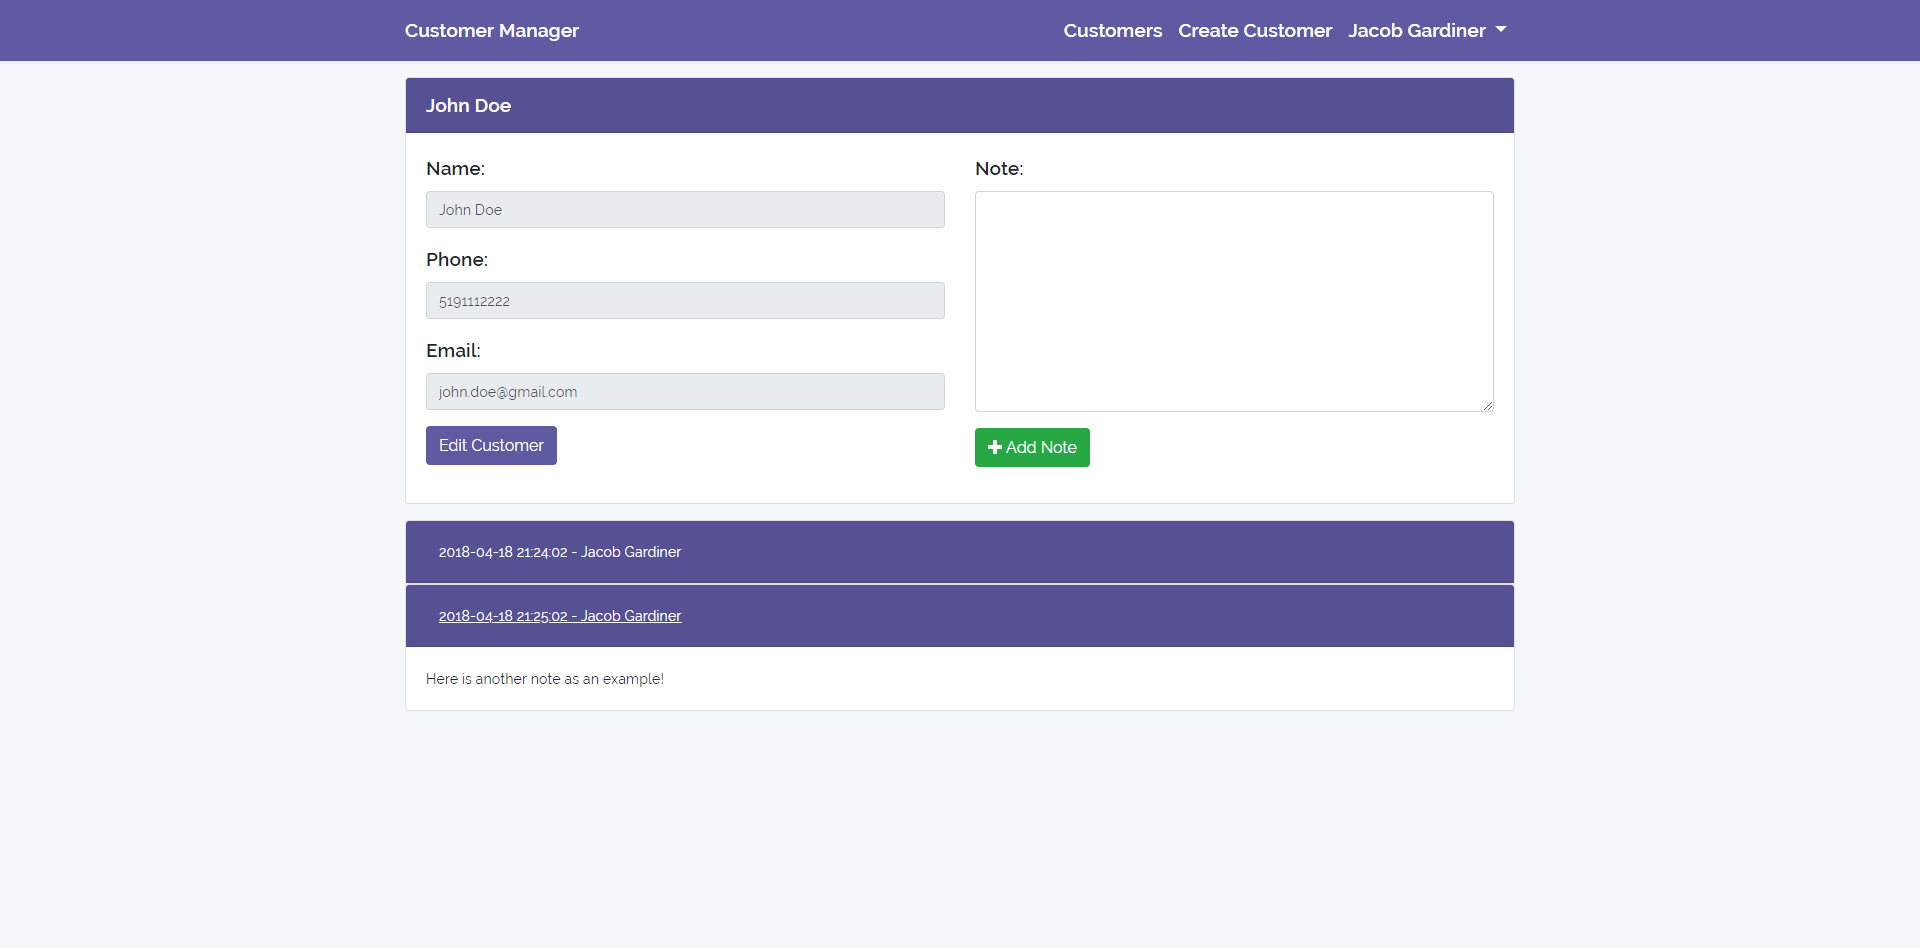 Customer Manager
Customers Create Customer Jacob Gardiner
John Doe
Name:
John Doe
Phone:
5191112222
Email:
john.doe@gmail.com
Edit Customer
Note:
Add Note
2018-04-18 21:24:02 - Jacob Gardiner
2018-04-18 21:25:02 - Jacob Gardiner
Here is another note as an example!